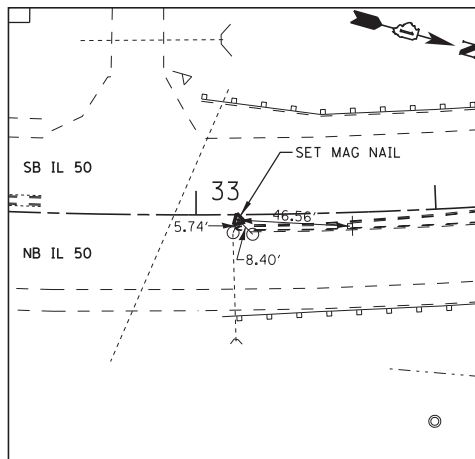 N
SET MAG NAIL
SB IL 50
33
46.56'
5.74'
NB IL 50
8.40'